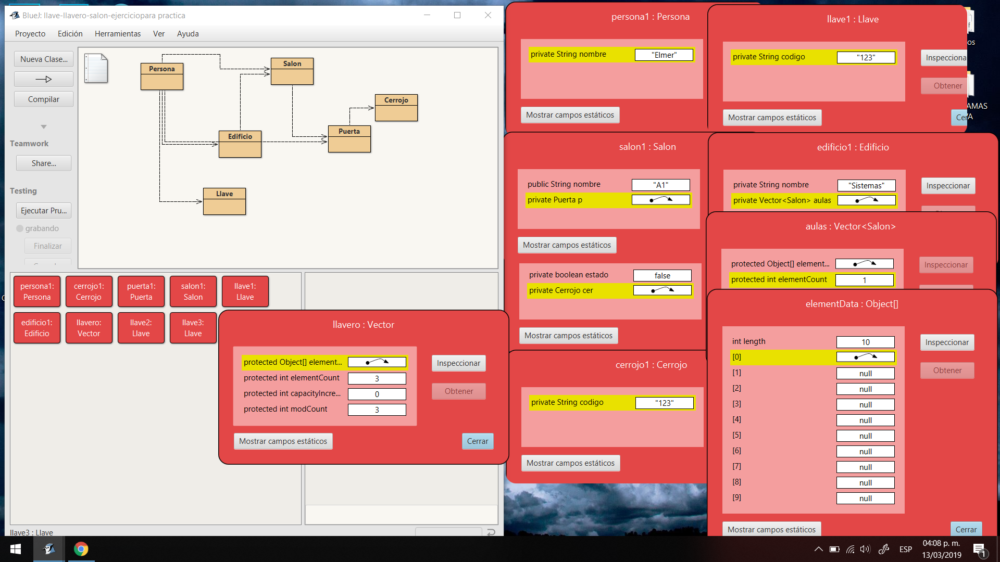 BlueJ: llave-llavero-salon-ejerciciopara practica
Proyecto Edición Herramientas Ver Ayuda
Nueva Clase...
Compilar
Teamwork
Share...
Testing
Ejecutar Pru...
grabando
Finalizar
Persona
Salon
Cerrojo
Edificio
Puerta
Llave
persona1:
Persona
cerrojo1:
Cerrojo
puerta1:
Puerta
salon1:
Salon
llave1:
Llave
edificio1:
Edificio
llavero:
Vector
llave2:
Llave
llave3:
Llave
llave3 : Llave
llavero : Vector
protected Object[] element...
protected int elementCount 3
protected int capacityIncre... 0
protected int modCount 3
Inspeccionar
Obtener
Mostrar campos estáticos
Cerrar
persona1 : Persona
private String nombre "Elmer"
Mostrar campos estáticos
llave1 : Llave
private String codigo "123"
Inspecciona
Obtener
Mostrar campos estáticos
Cer
os
AMAS
VA
salon1 : Salon
public String nombre "A1"
private Puerta p
Mostrar campos estáticos
private boolean estado false
private Cerrojo cer
Mostrar campos estáticos
cerrojo1 : Cerrojo
private String codigo "123"
Mostrar campos estáticos
edificio1 : Edificio
private String nombre "Sistemas"
private Vector<Salon> aulas
Inspeccionar
aulas : Vector<Salon>
protected Object[] element...
protected int elementCount 1
Inspeccionar
elementData : Object[]
int length 10
[0]
[1] null
[2] null
[3] null
[4] null
[5] null
[6] null
[7] null
[8] null
[9] null
Inspeccionar
Obtener
Mostrar campos estáticos
Cerrar
ESP
04:08 p. m.
13/03/2019
1